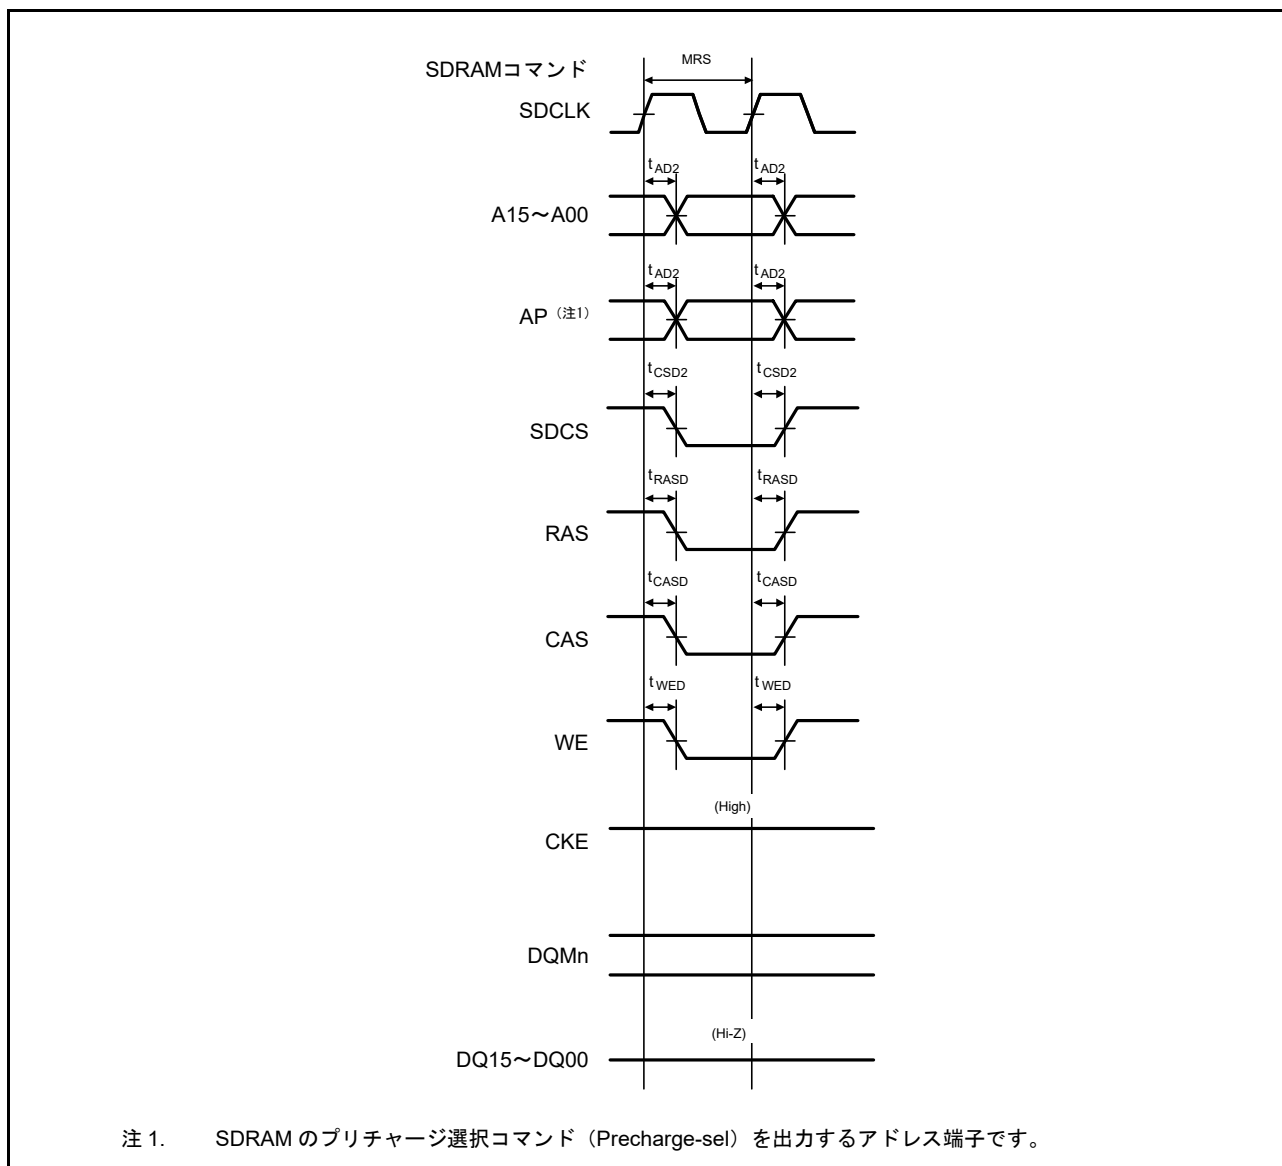 SDRAMコマンド
MRS
SDCLK
tAD2 tAD2
A15～A00
tAD2 tAD2
AP（注1）
tCSD2 tCSD2
SDCS
tRASD tRASD
RAS
tCASD tCASD
CAS
tWED tWED
WE
(High)
CKE
DQMn
(Hi-Z)
DQ15～DQ00
注 1. SDRAM のプリチャージ選択コマンド（Precharge-sel）を出力するアドレス端子です。